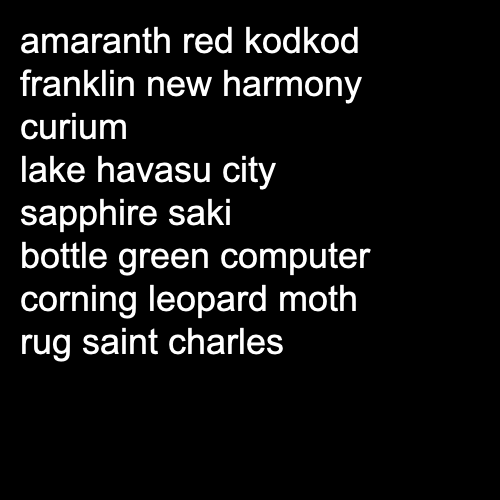 amaranth red kodkod
franklin new harmony
curium
lake havasu city
sapphire saki
bottle green computer
corning leopard moth
rug saint charles